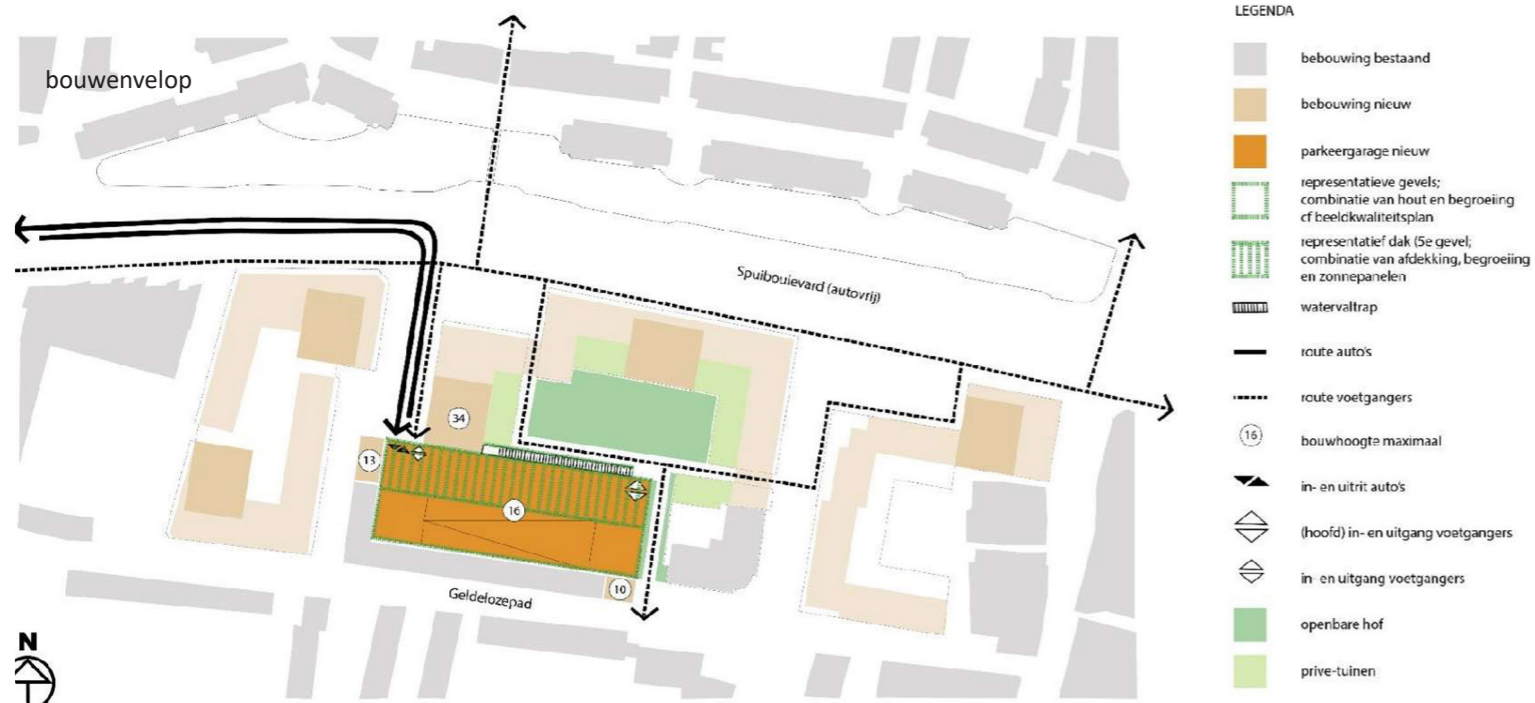 bouwenvelop
Spuiboulevard (autovrij)
34
13
16
10
Geldelozepad
N
LEGENDA
bebouwing bestaand
bebouwing nieuw
parkeergarage nieuw
representatieve gevels;
combinatie van hout en begroeiing
cf beeldkwaliteitsplan
representatief dak (5e gevel;
combinatie van afdekking, begroeiing
en zonnepanelen
watervaltrap
route auto's
route voetgangers
16
bouwhoogte maximaal
in- en uitrit auto's
(hoofd) in- en uitgang voetgangers
in- en uitgang voetgangers
openbare hof
prive-tuinen